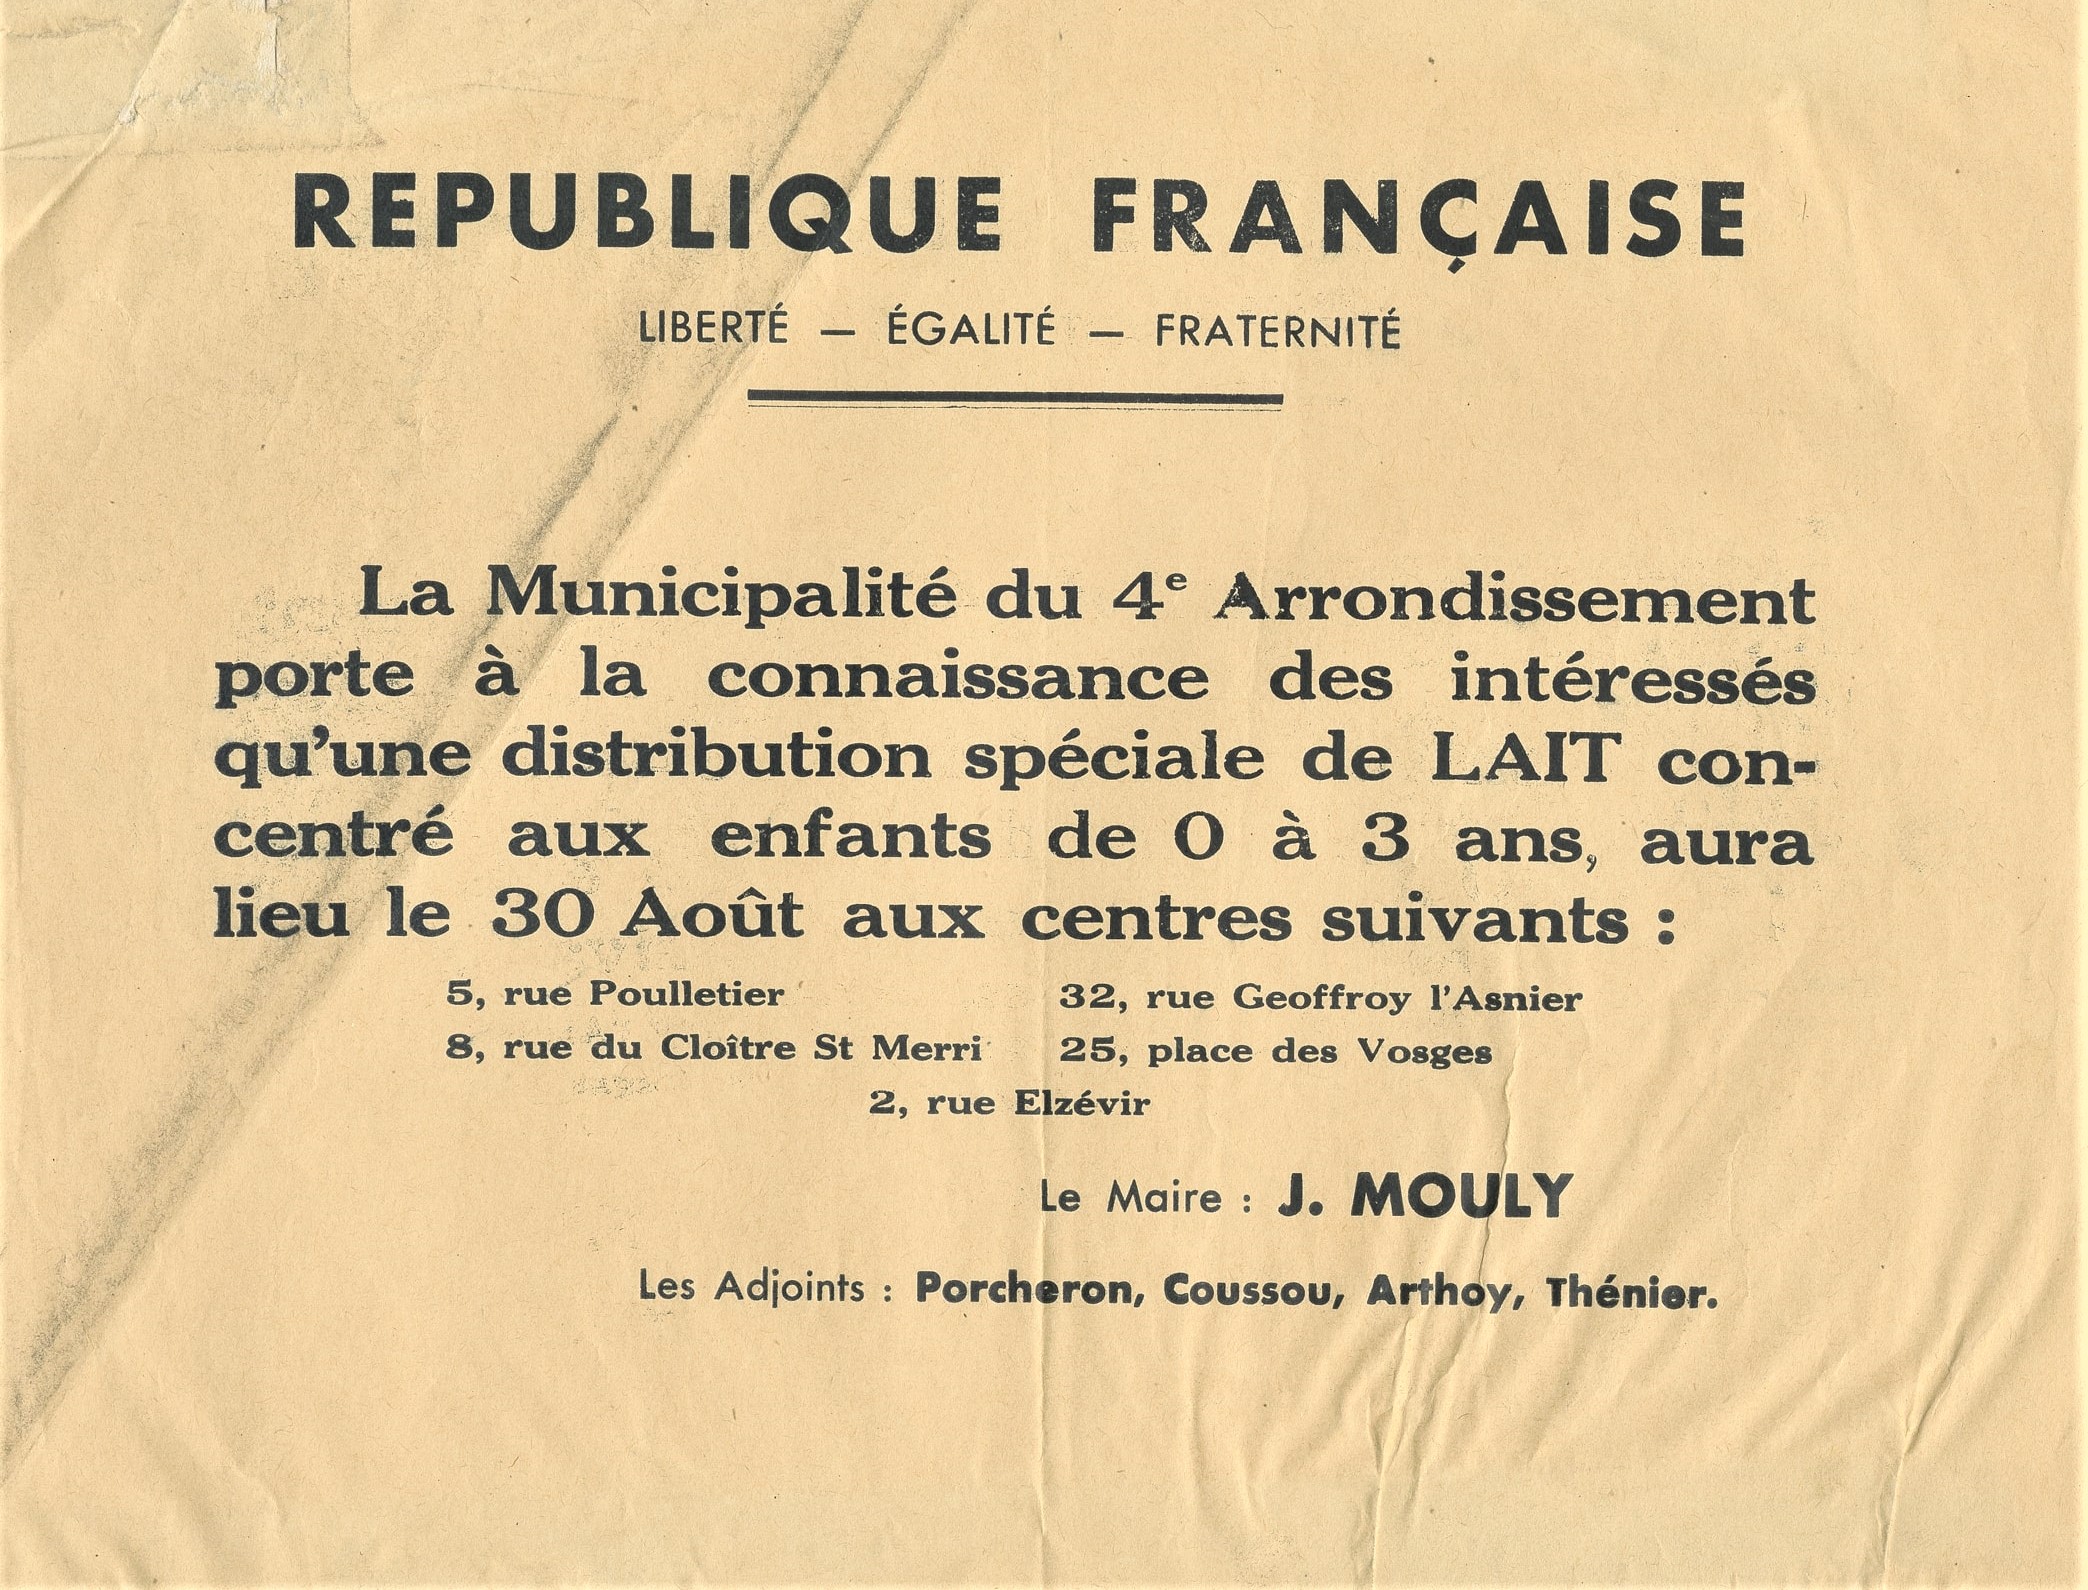 REPUBLIQUE FRANÇAISE
LIBERTÉ — ÉGALITÉ — FRATERNITÉ
La Municipalité du 4e Arrondissement
porte à la connaissance des intéressés
qu'une distribution spéciale de LAIT con-
centré aux enfants de 0 à 3 ans, aura
lieu le 30 Août aux centres suivants :
5, rue Poulletier 32, rue Geoffroy l'Asnier
8, rue du Cloître St Merri 25, place des Vosges
2, rue Elzévir
Le Maire : J. MOULY
Les Adjoints : Porcheron, Coussou, Arthoy, Thénier.